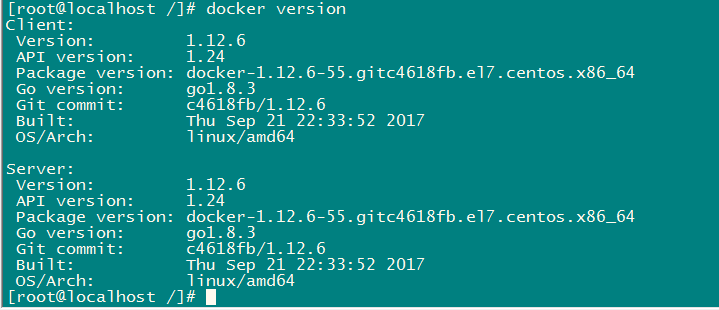 [root@localhost /]# docker version
Client:
 Version:         1.12.6
 API version:     1.24
 Package version: docker-1.12.6-55.gitc4618fb.el7.centos.x86_64
 Go version:      go1.8.3
 Git commit:      c4618fb/1.12.6
 Built:           Thu Sep 21 22:33:52 2017
 OS/Arch:         linux/amd64

Server:
 Version:         1.12.6
 API version:     1.24
 Package version: docker-1.12.6-55.gitc4618fb.el7.centos.x86_64
 Go version:      go1.8.3
 Git commit:      c4618fb/1.12.6
 Built:           Thu Sep 21 22:33:52 2017
 OS/Arch:         linux/amd64
[root@localhost /]#